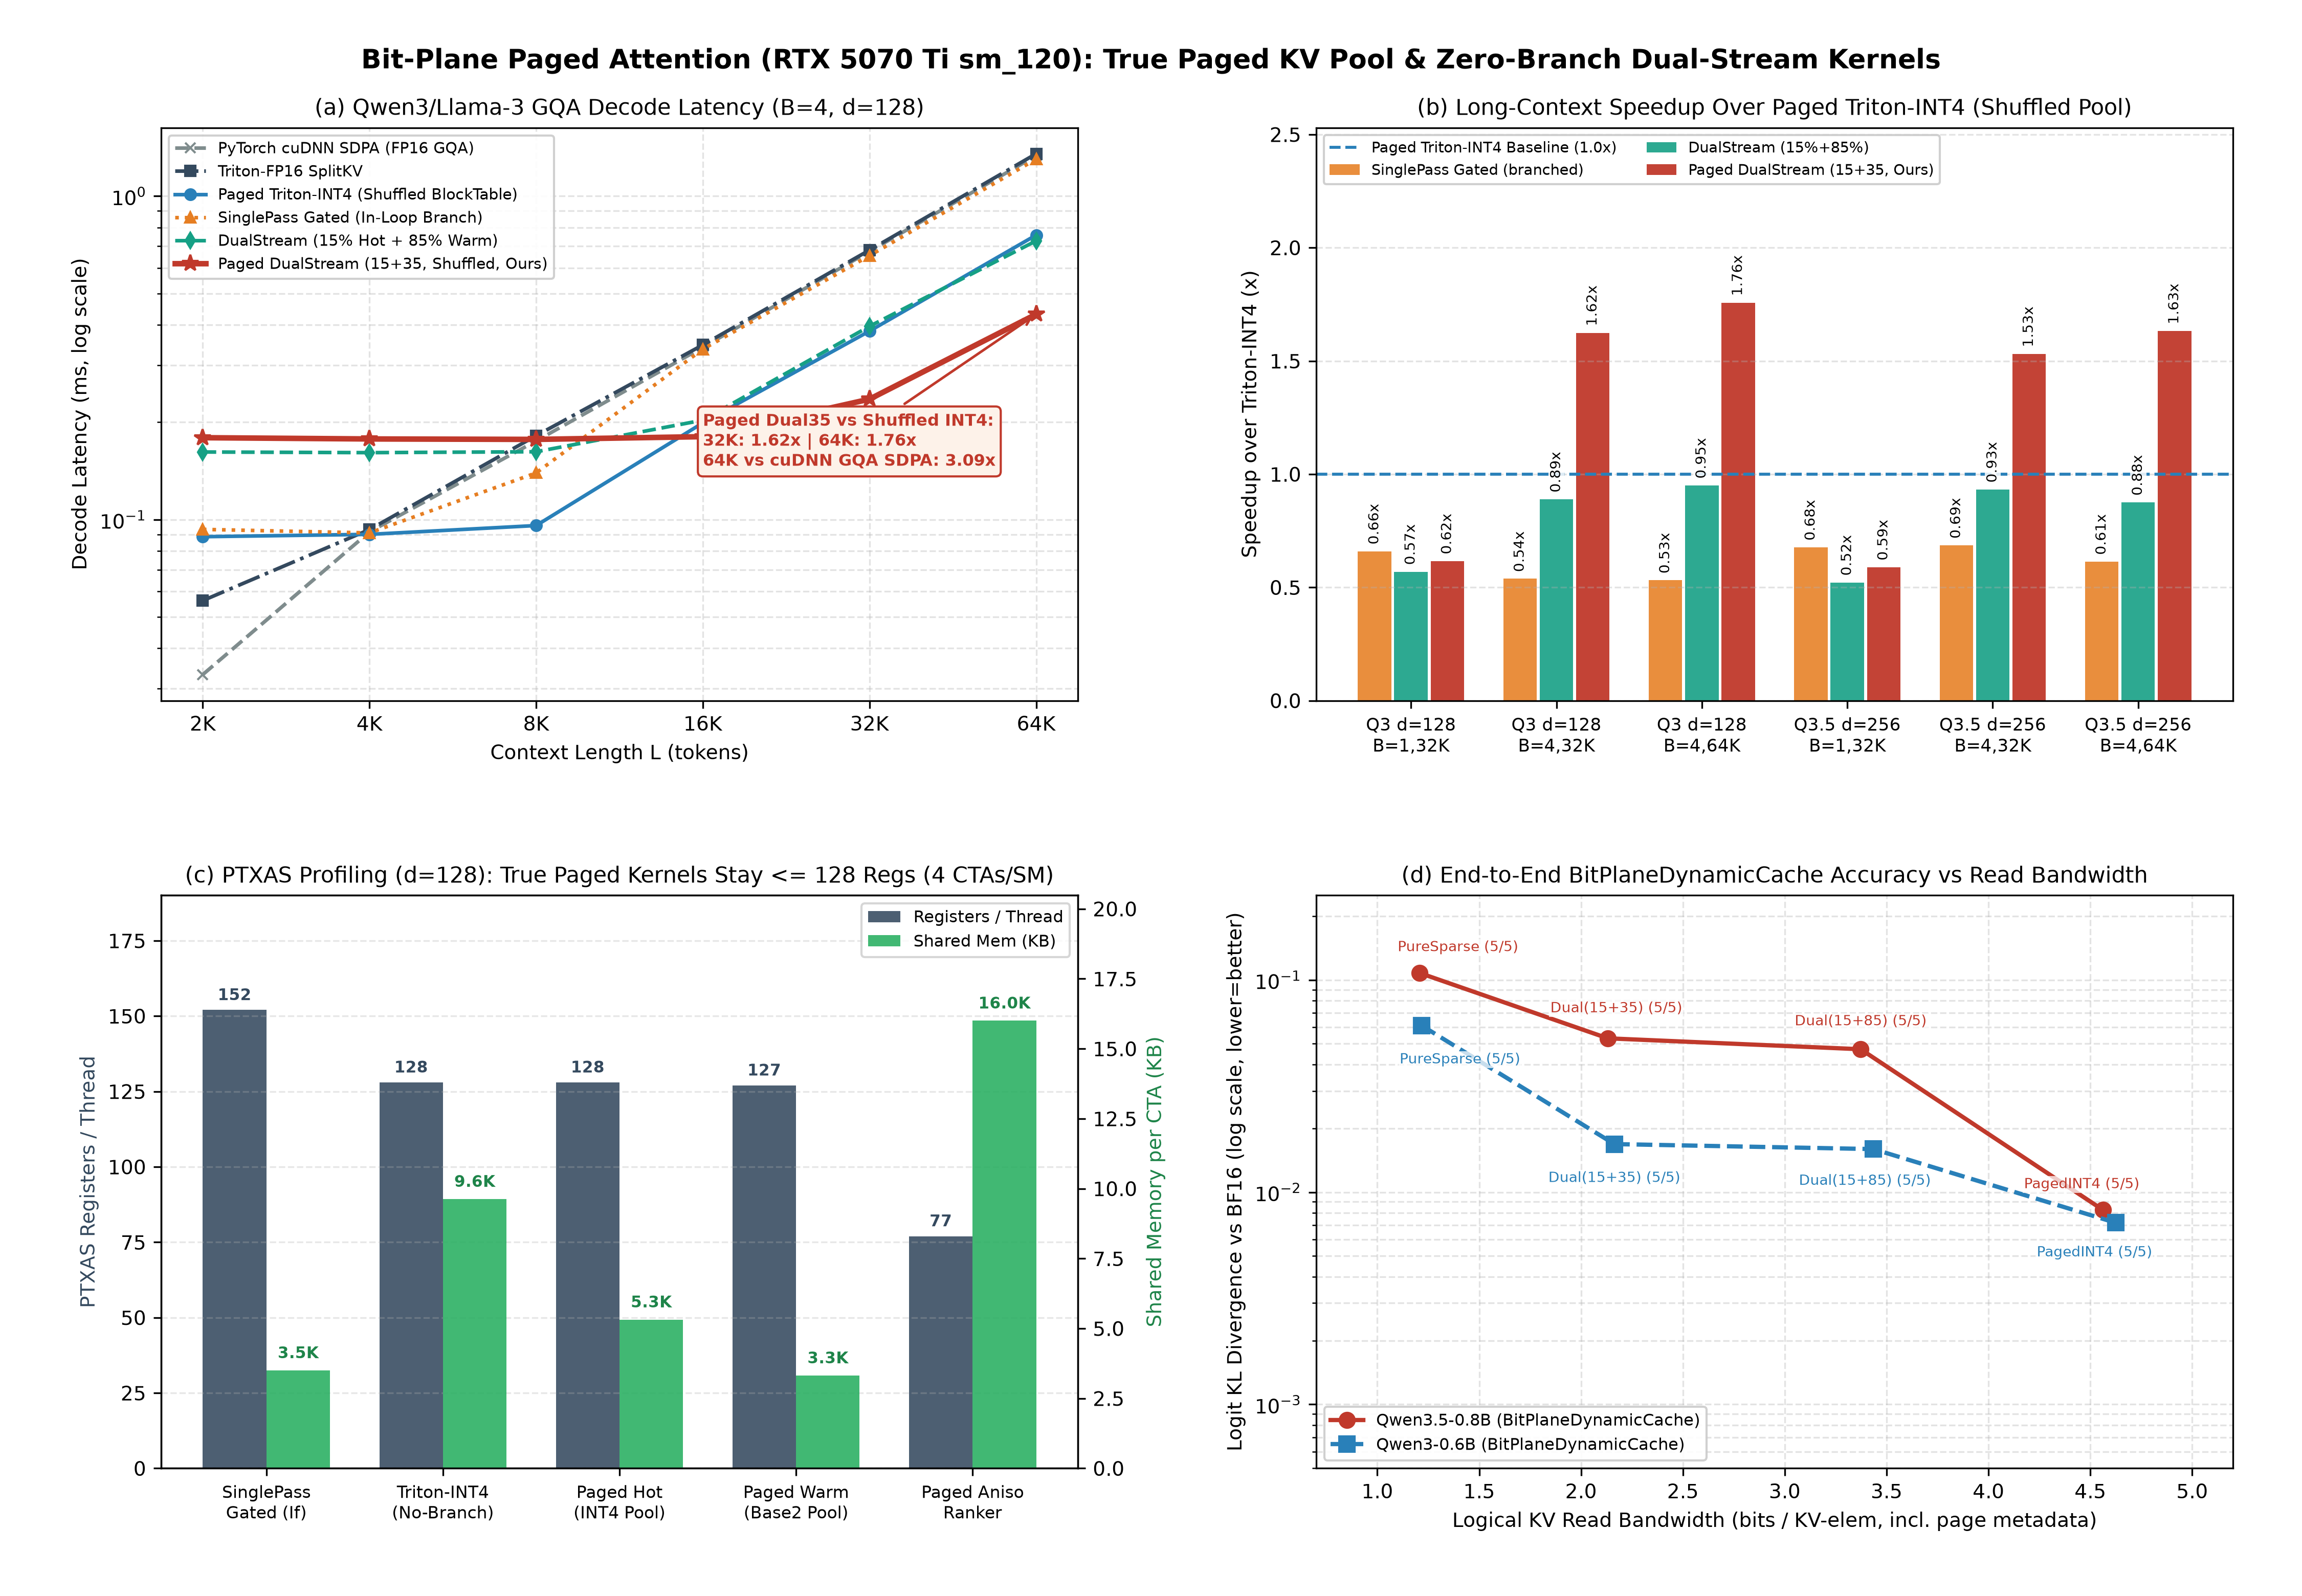 Bit-Plane Paged Attention (RTX 5070 Ti sm_120): True Paged KV Pool & Zero-Branch Dual-Stream Kernels
(a) Qwen3/Llama-3 GQA Decode Latency (B=4, d=128)
PyTorch cuDNN SDPA (FP16 GQA)
Triton-FP16 SplitKV
Paged Triton-INT4 (Shuffled BlockTable)
SinglePass Gated (In-Loop Branch)
DualStream (15% Hot + 85% Warm)
Paged DualStream (15+35, Shuffled, Ours)
Decode Latency (ms, log scale)
10⁰
10⁻¹
Paged Dual35 vs Shuffled INT4:
32K: 1.62x | 64K: 1.76x
64K vs cuDNN GQA SDPA: 3.09x
2K 4K 8K 16K 32K 64K
Context Length L (tokens)
(b) Long-Context Speedup Over Paged Triton-INT4 (Shuffled Pool)
Paged Triton-INT4 Baseline (1.0x)
SinglePass Gated (branched)
DualStream (15%+85%)
Paged DualStream (15+35, Ours)
Speedup over Triton-INT4 (x)
2.5
2.0
1.5
1.0
0.5
0.0
0.66x 0.57x 0.62x
0.54x 0.89x 1.62x
0.53x 0.95x 1.76x
0.68x 0.52x 0.59x
0.69x 0.93x 1.53x
0.61x 0.88x 1.63x
Q3 d=128
B=1,32K
Q3 d=128
B=4,32K
Q3 d=128
B=4,64K
Q3.5 d=256
B=1,32K
Q3.5 d=256
B=4,32K
Q3.5 d=256
B=4,64K
(c) PTXAS Profiling (d=128): True Paged Kernels Stay <= 128 Regs (4 CTAs/SM)
Registers / Thread
Shared Mem (KB)
PTXAS Registers / Thread
175
150
125
100
75
50
25
0
152
3.5K
128
9.6K
128
5.3K
127
3.3K
77
16.0K
20.0
17.5
15.0
12.5
10.0
7.5
5.0
2.5
0.0
Shared Memory per CTA (KB)
SinglePass
Gated (If)
Triton-INT4
(No-Branch)
Paged Hot
(INT4 Pool)
Paged Warm
(Base2 Pool)
Paged Aniso
Ranker
(d) End-to-End BitPlaneDynamicCache Accuracy vs Read Bandwidth
Logit KL Divergence vs BF16 (log scale, lower=better)
10⁻¹
10⁻²
10⁻³
PureSparse (5/5)
Dual(15+35) (5/5)
Dual(15+85) (5/5)
PagedINT4 (5/5)
PureSparse (5/5)
Dual(15+35) (5/5)
Dual(15+85) (5/5)
PagedINT4 (5/5)
Qwen3.5-0.8B (BitPlaneDynamicCache)
Qwen3-0.6B (BitPlaneDynamicCache)
1.0 1.5 2.0 2.5 3.0 3.5 4.0 4.5 5.0
Logical KV Read Bandwidth (bits / KV-elem, incl. page metadata)